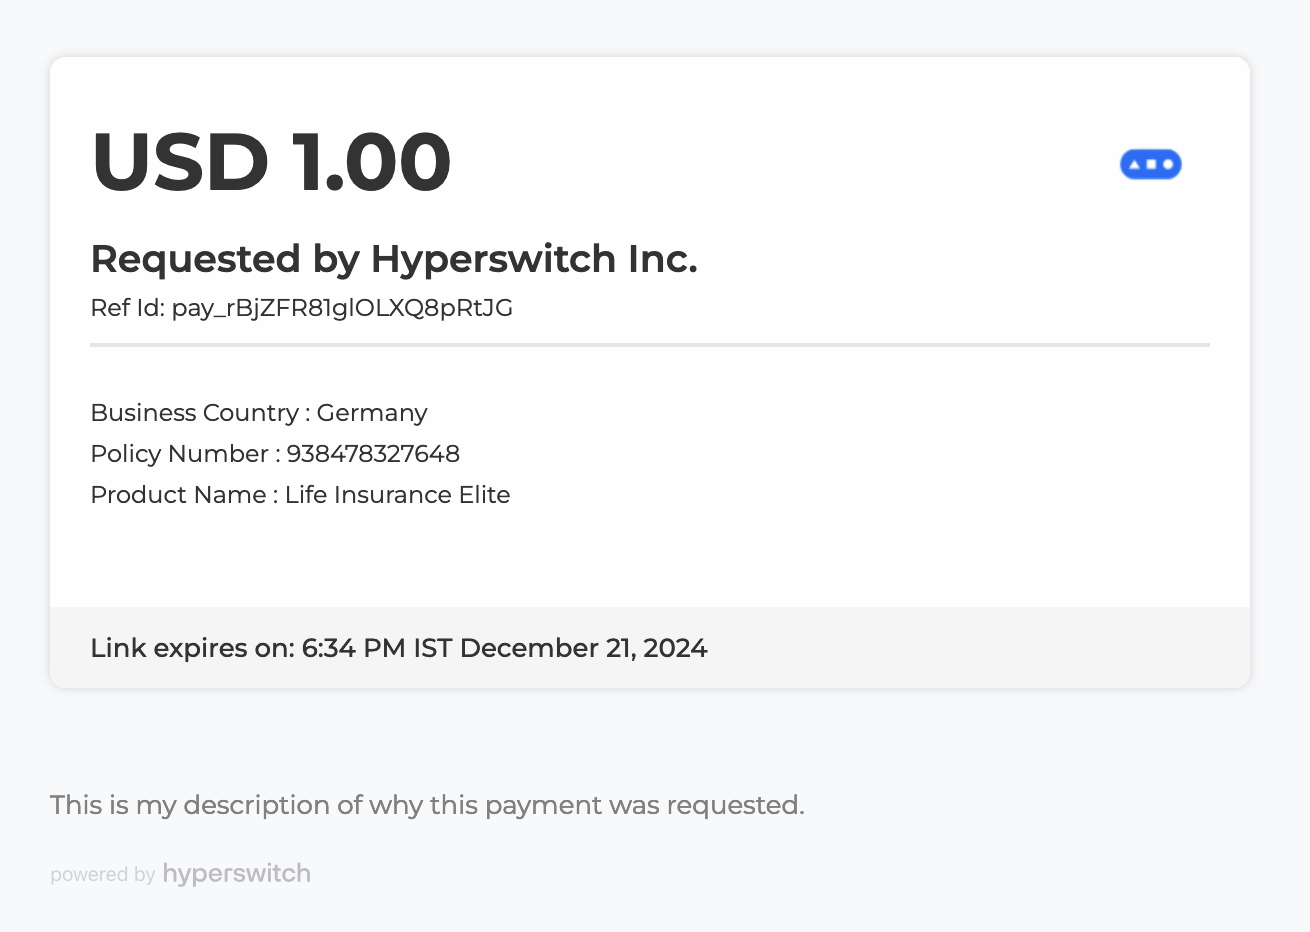 USD 1.00
Requested by Hyperswitch Inc.
Ref Id: pay_rBjZFR81glOLXQ8pRtJG
Business Country : Germany
Policy Number : 938478327648
Product Name : Life Insurance Elite
Link expires on: 6:34 PM IST December 21, 2024
This is my description of why this payment was requested.
powered by hyperswitch